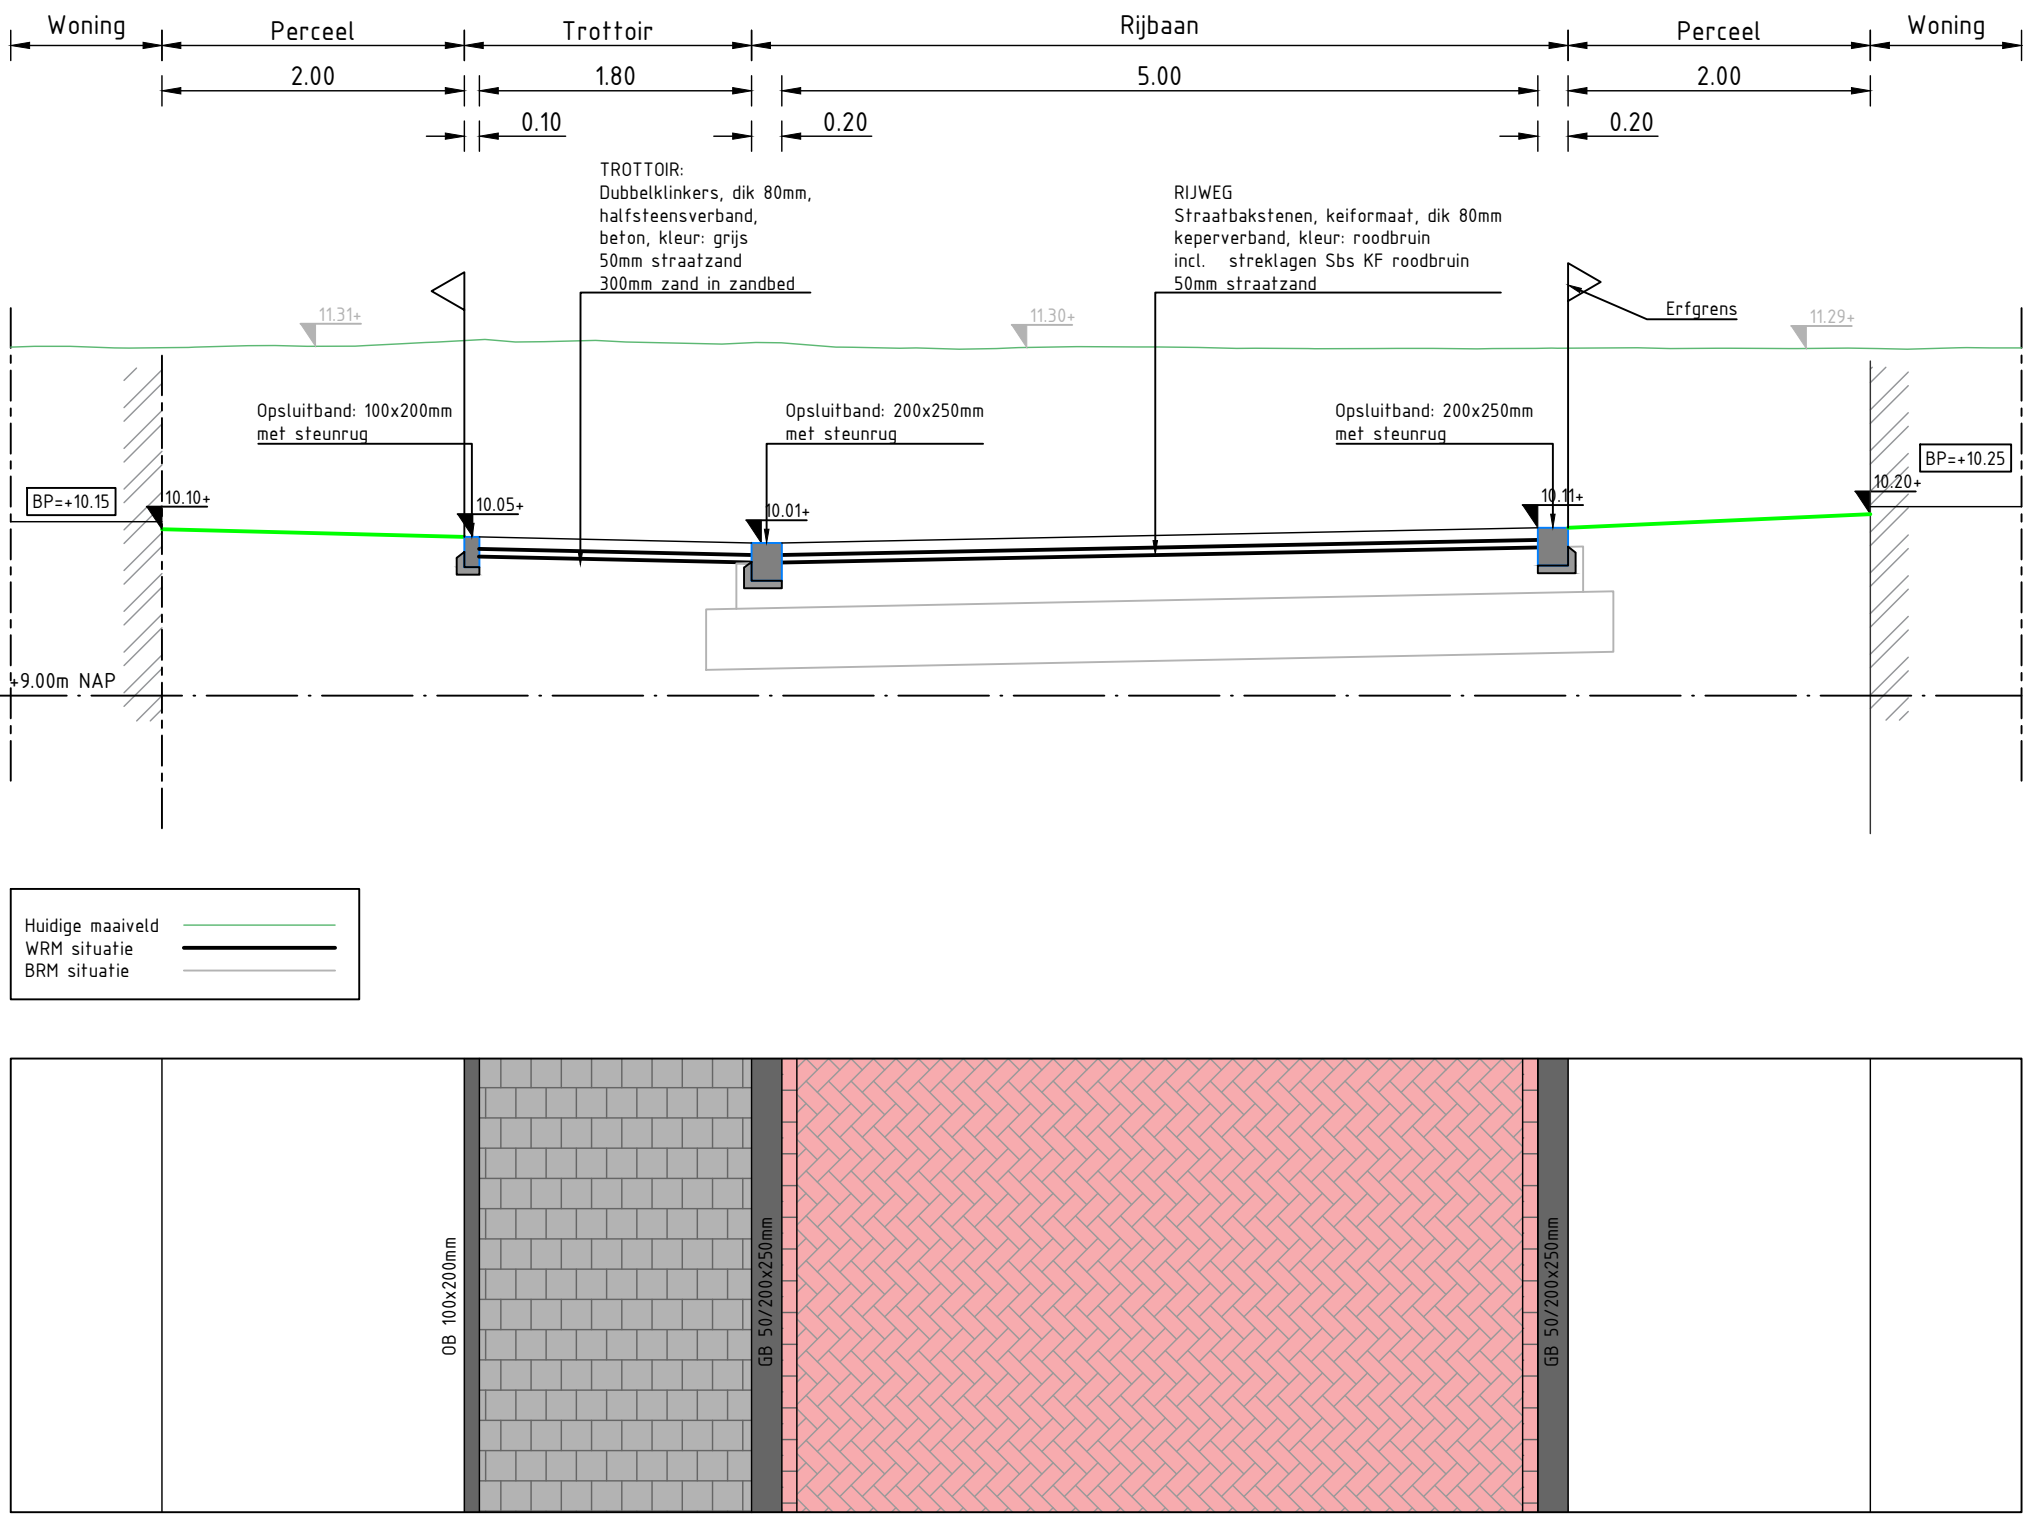 Woning
Perceel
Trottoir
Rijbaan
Perceel
Woning
2.00
1.80
5.00
2.00
0.10
0.20
0.20
TROTTOIR:
Dubbelklinkers, dik 80mm,
halfsteensverband,
beton, kleur: grijs
50mm straatzand
300mm zand in zandbed
RIJWEG
Straatbakstenen, keiformaat, dik 80mm
keperverband, kleur: roodbruin
incl. streklagen Sbs KF roodbruin
50mm straatzand
Erfgrens
11.31+
11.30+
11.29+
Opsluitband: 100x200mm
met steunrug
Opsluitband: 200x250mm
met steunrug
Opsluitband: 200x250mm
met steunrug
BP=+10.15
10.10+
10.05+
10.01+
10.11+
10.20+
BP=+10.25
+9.00m NAP
Huidige maaiveld
WRM situatie
BRM situatie
OB 100x200mm
GB 50/200x250mm
GB 50/200x250mm